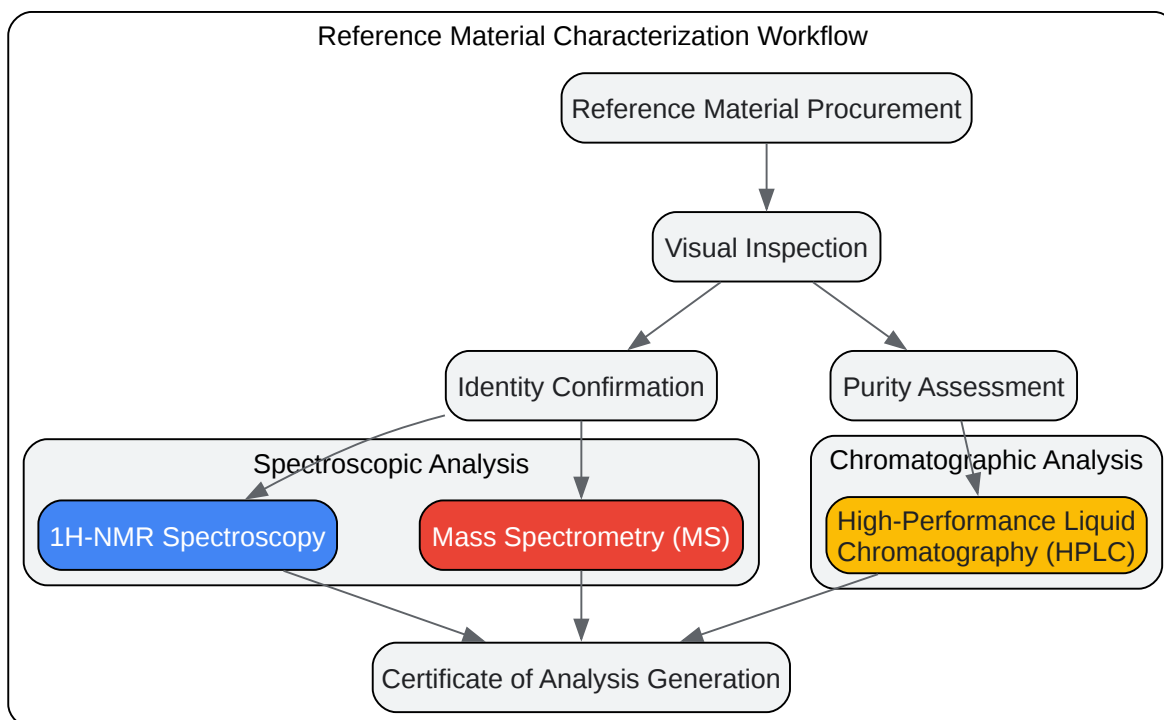 Reference Material Characterization Workflow
Reference Material Procurement
Visual Inspection
Identity Confirmation
Purity Assessment
Spectroscopic Analysis
Chromatographic Analysis
1H-NMR Spectroscopy
Mass Spectrometry (MS)
High-Performance Liquid
Chromatography (HPLC)
Certificate of Analysis Generation